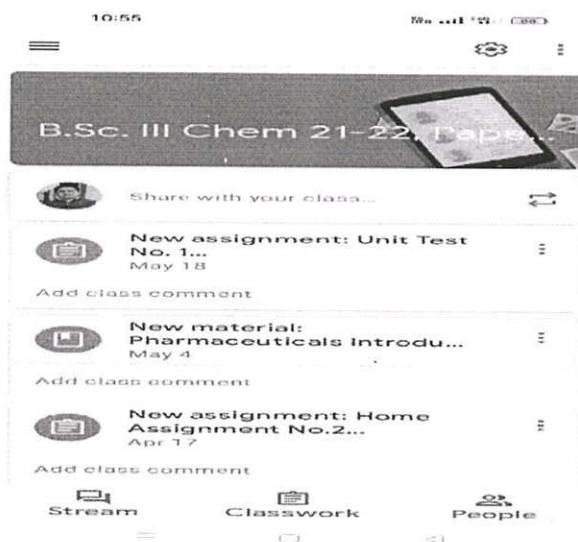 10:55
B.Sc. III Chem 21-22, Pape...
Share with your class...
New assignment: Unit Test
No. 1...
May 18
Add class comment
New material:
Pharmaceuticals Introdu...
May 4
Add class comment
New assignment: Home
Assignment No.2...
Apr 17
Add class comment
Stream
Classwork
People